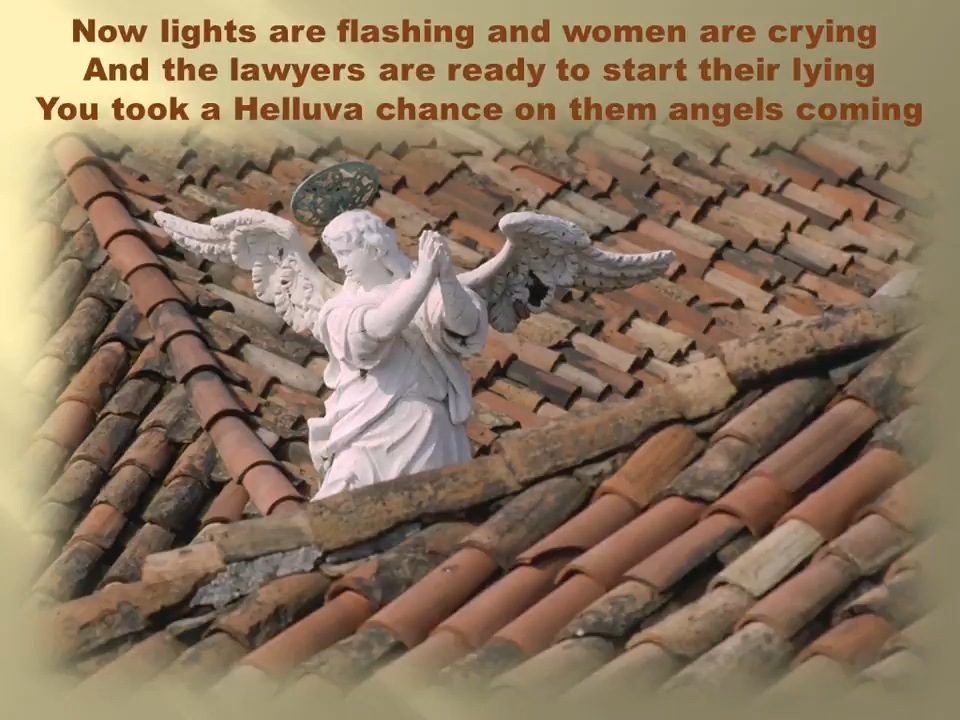 Now lights are flashing and women are crying
And the lawyers are ready to start their lying
You took a Helluva chance on them angels coming